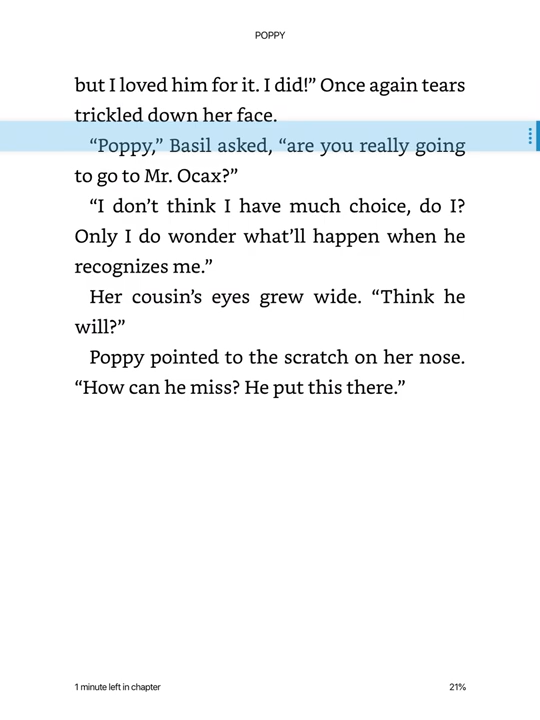 POPPY
but I loved him for it. I did!” Once again tears
trickled down her face.
“Poppy,” Basil asked, “are you really going
to go to Mr. Ocax?”
“I don’t think I have much choice, do I?
Only I do wonder what’ll happen when he
recognizes me.”
Her cousin’s eyes grew wide. “Think he
will?”
Poppy pointed to the scratch on her nose.
“How can he miss? He put this there.”
1 minute left in chapter
21%